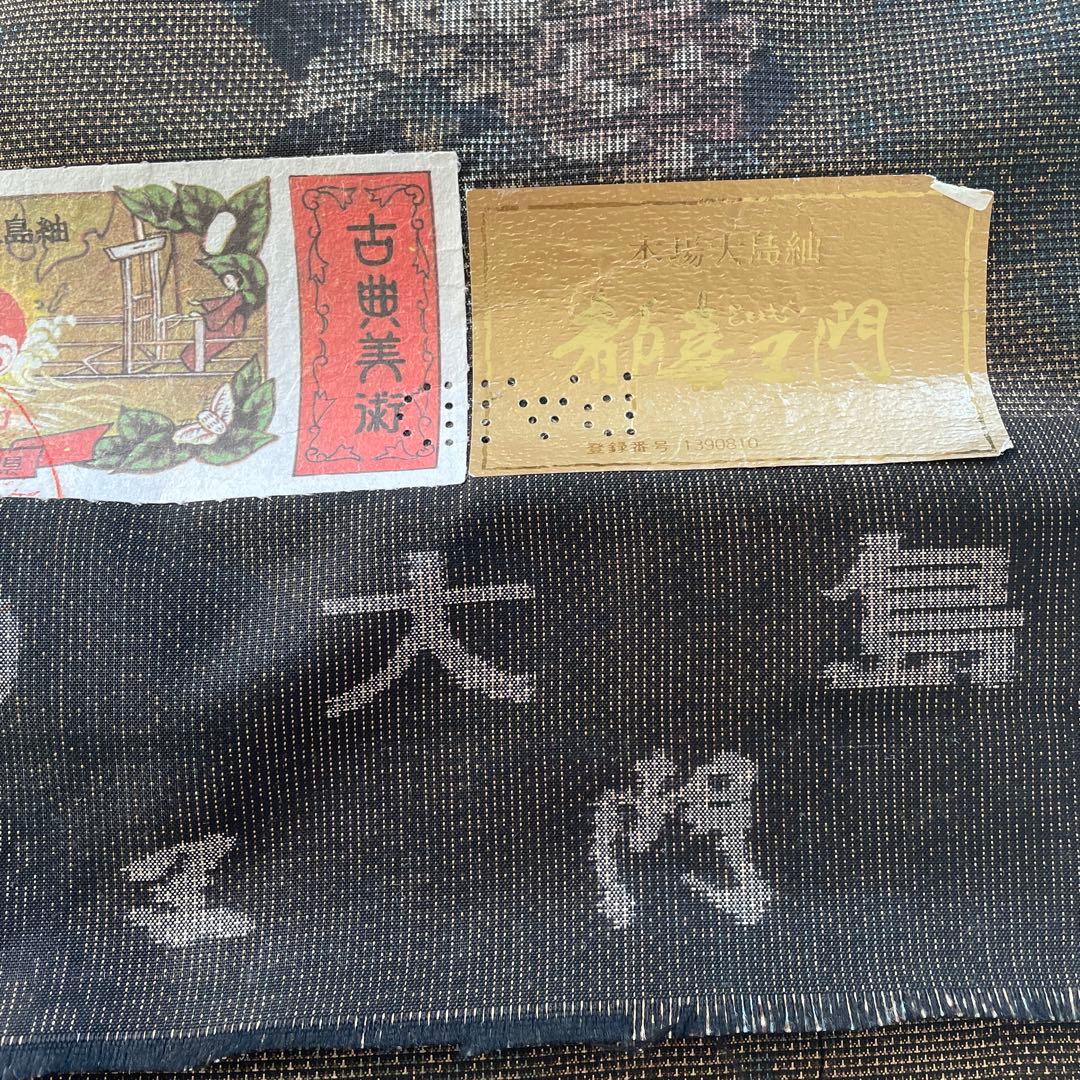 島紬
古典美術
本場大島紬
都喜ヱ門
登録番号 1390810
大島
ヱ門